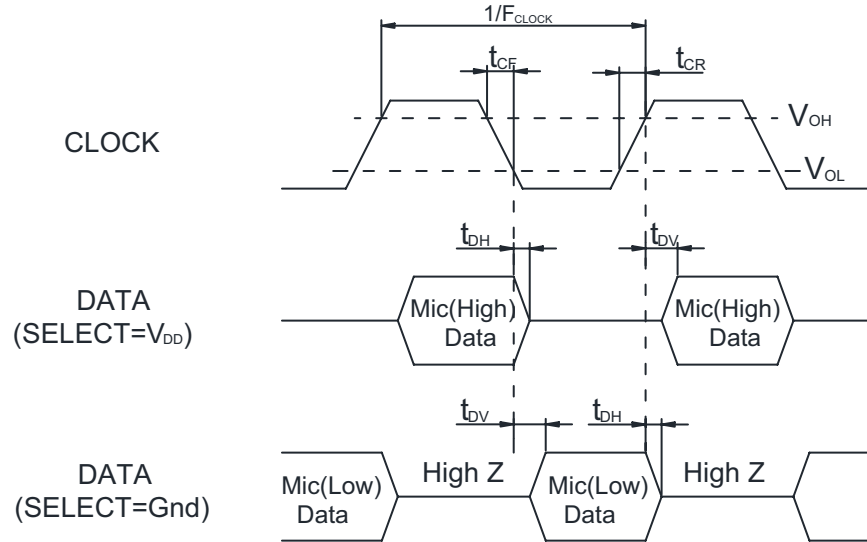 1/FCLOCK
tCF
tCR
CLOCK
VOH
VOL
tDH
tDV
DATA
(SELECT=VDD)
Mic(High)
Data
Mic(High)
Data
tDV
tDH
DATA
(SELECT=Gnd)
Mic(Low)
Data
High Z
Mic(Low)
Data
High Z